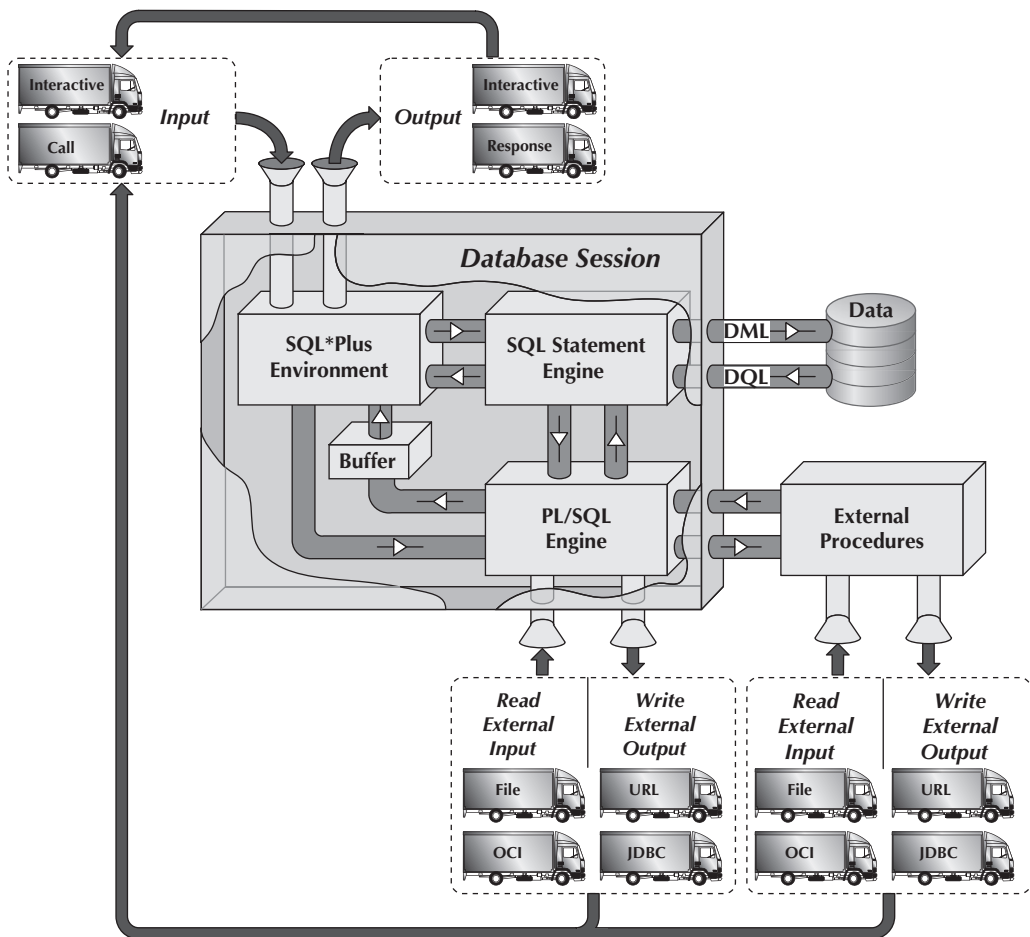 Interactive
Call
Input
Output
Interactive
Response
Database Session
SQL*Plus
Environment
SQL Statement
Engine
DML
DQL
Data
Buffer
PL/SQL
Engine
External
Procedures
Read
External
Input
Write
External
Output
File
URL
OCI
JDBC
Read
External
Input
Write
External
Output
File
URL
OCI
JDBC